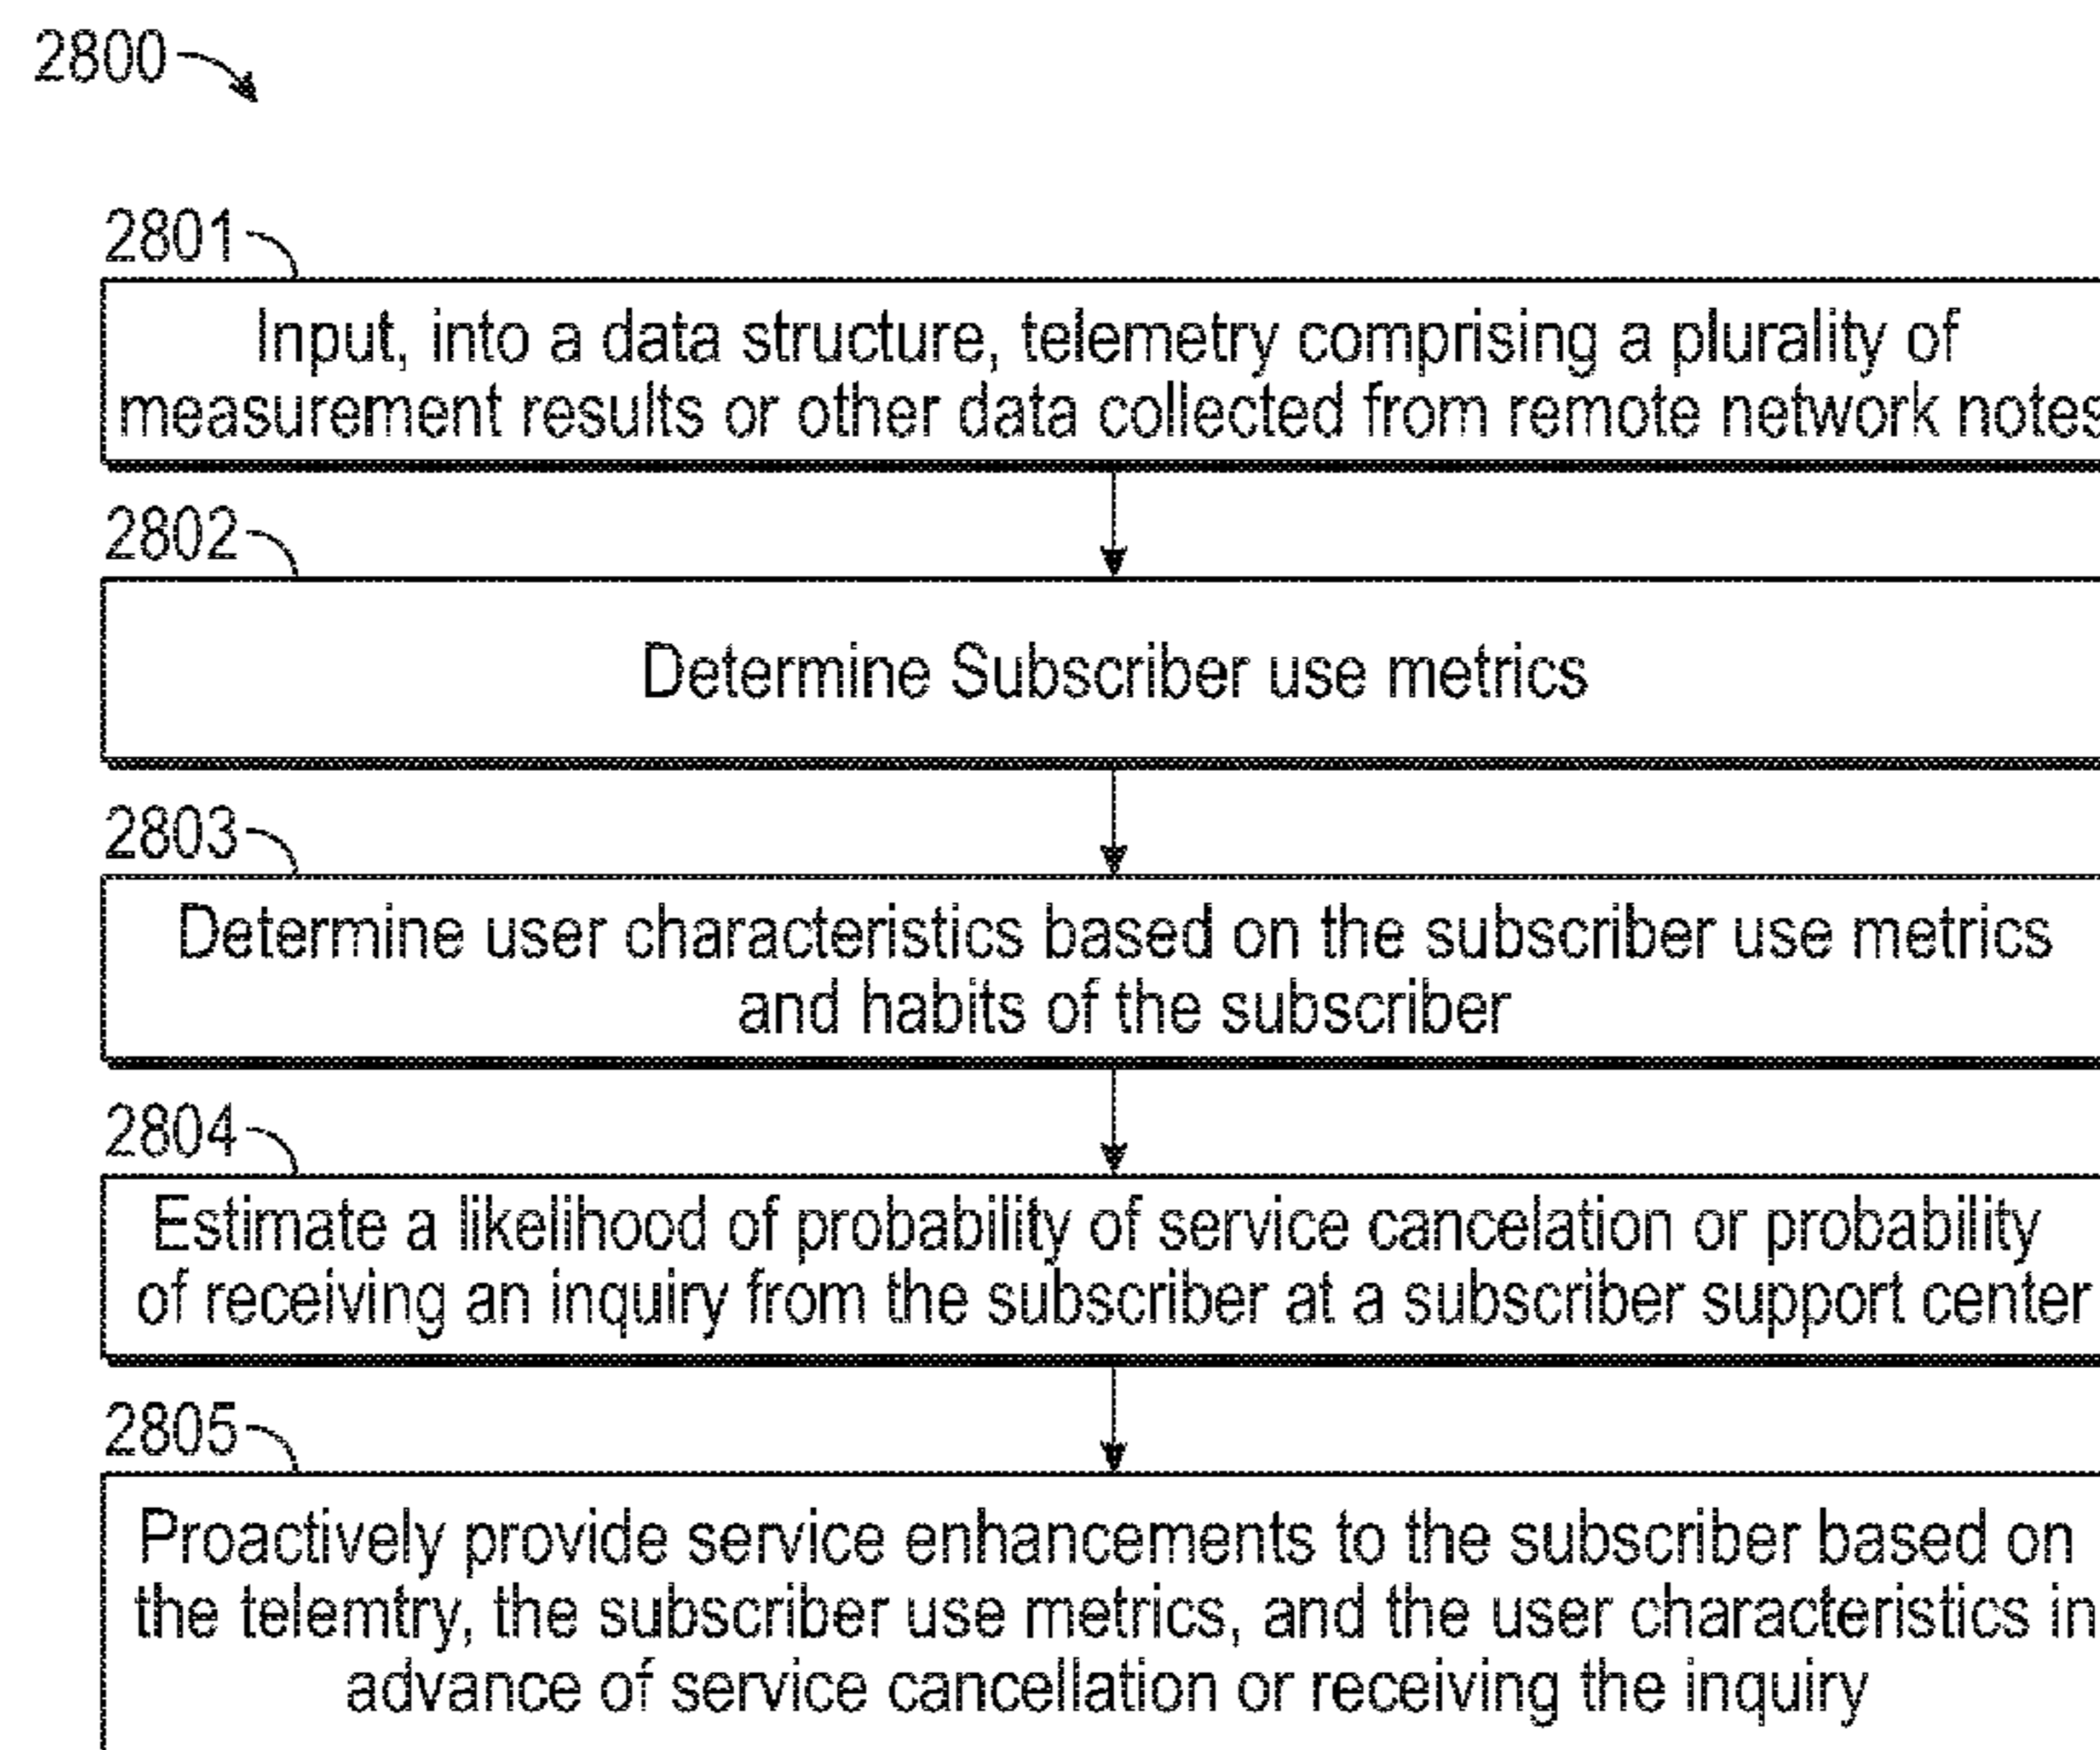 2800
2801
Input, into a data structure, telemetry comprising a plurality of
measurement results or other data collected from remote network notes
2802
Determine Subscriber use metrics
2803
Determine user characteristics based on the subscriber use metrics
and habits of the subscriber
2804
Estimate a likelihood of probability of service cancelation or probability
of receiving an inquiry from the subscriber at a subscriber support center
2805
Proactively provide service enhancements to the subscriber based on
the telemtry, the subscriber use metrics, and the user characteristics in
advance of service cancellation or receiving the inquiry